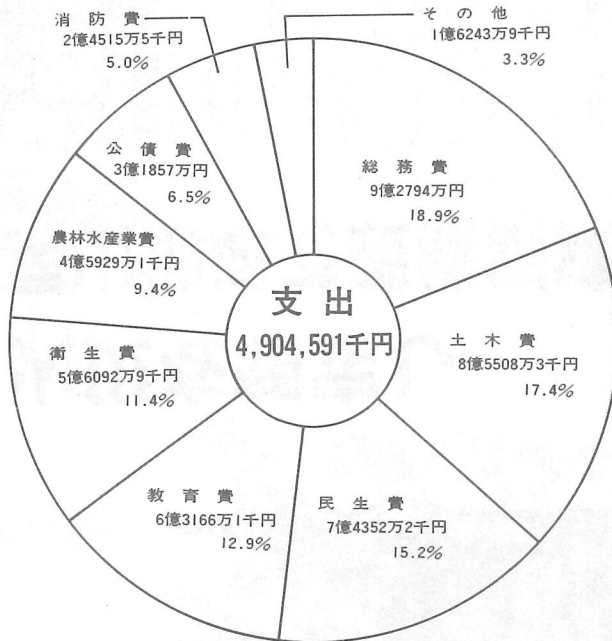 消防費
2億4515万5千円
5.0%
その他
1億6243万9千円
3.3%
公債費
3億1857万円
6.5%
総務費
9億2794万円
18.9%
農林水産業費
4億5929万1千円
9.4%
支出
4,904,591千円
土木費
8億5508万3千円
17.4%
衛生費
5億6092万9千円
11.4%
教育費
6億3166万1千円
12.9%
民生費
7億4352万2千円
15.2%